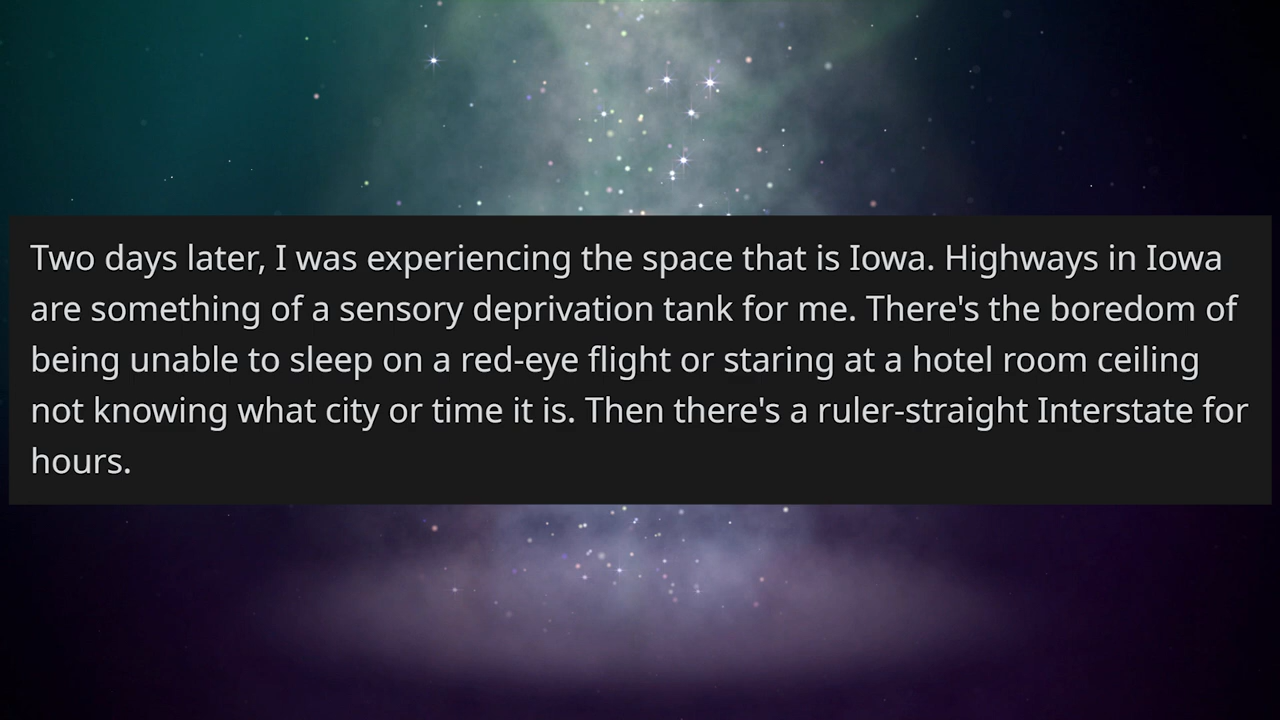 Two days later, I was experiencing the space that is Iowa. Highways in Iowa
are something of a sensory deprivation tank for me. There's the boredom of
being unable to sleep on a red-eye flight or staring at a hotel room ceiling
not knowing what city or time it is. Then there's a ruler-straight Interstate for
hours.